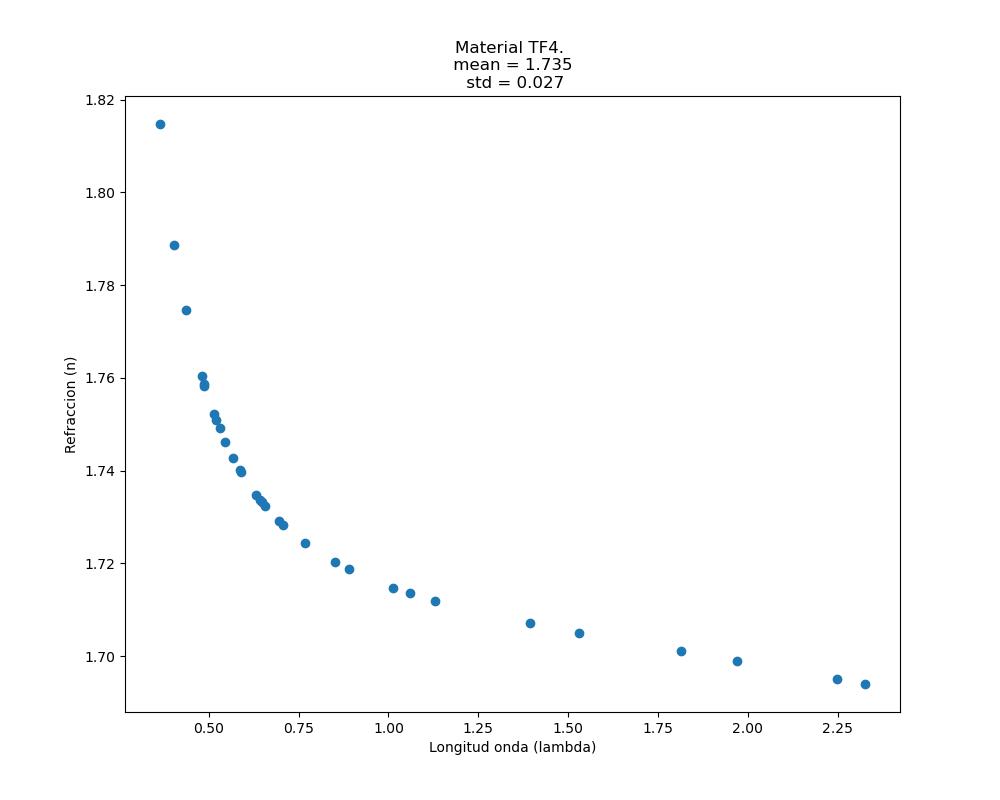 Material TF4.
mean = 1.735
std = 0.027
1.82
1.80
1.78
1.76
1.74
1.72
1.70
Refraccion (n)
0.50 0.75 1.00 1.25 1.50 1.75 2.00 2.25
Longitud onda (lambda)